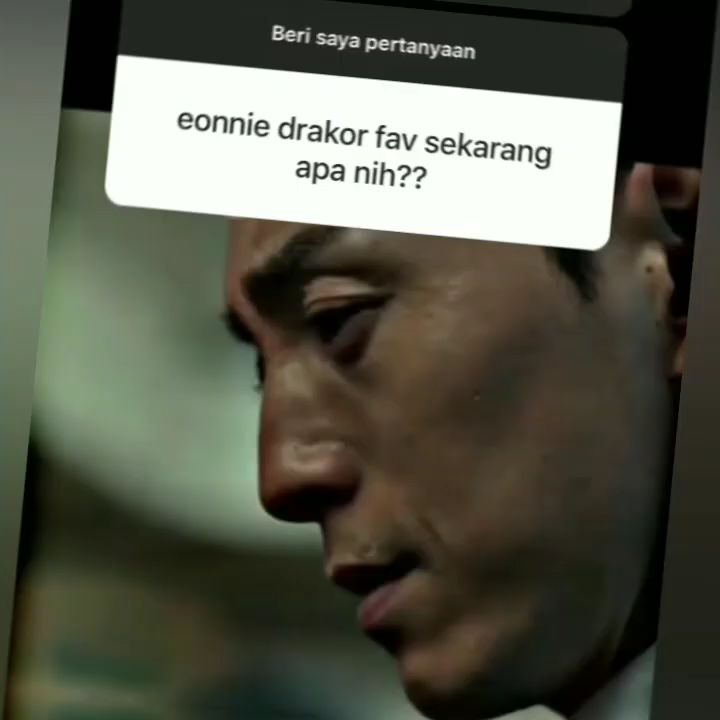 Beri saya pertanyaan
eonnie drakor fav sekarang
apa nih??